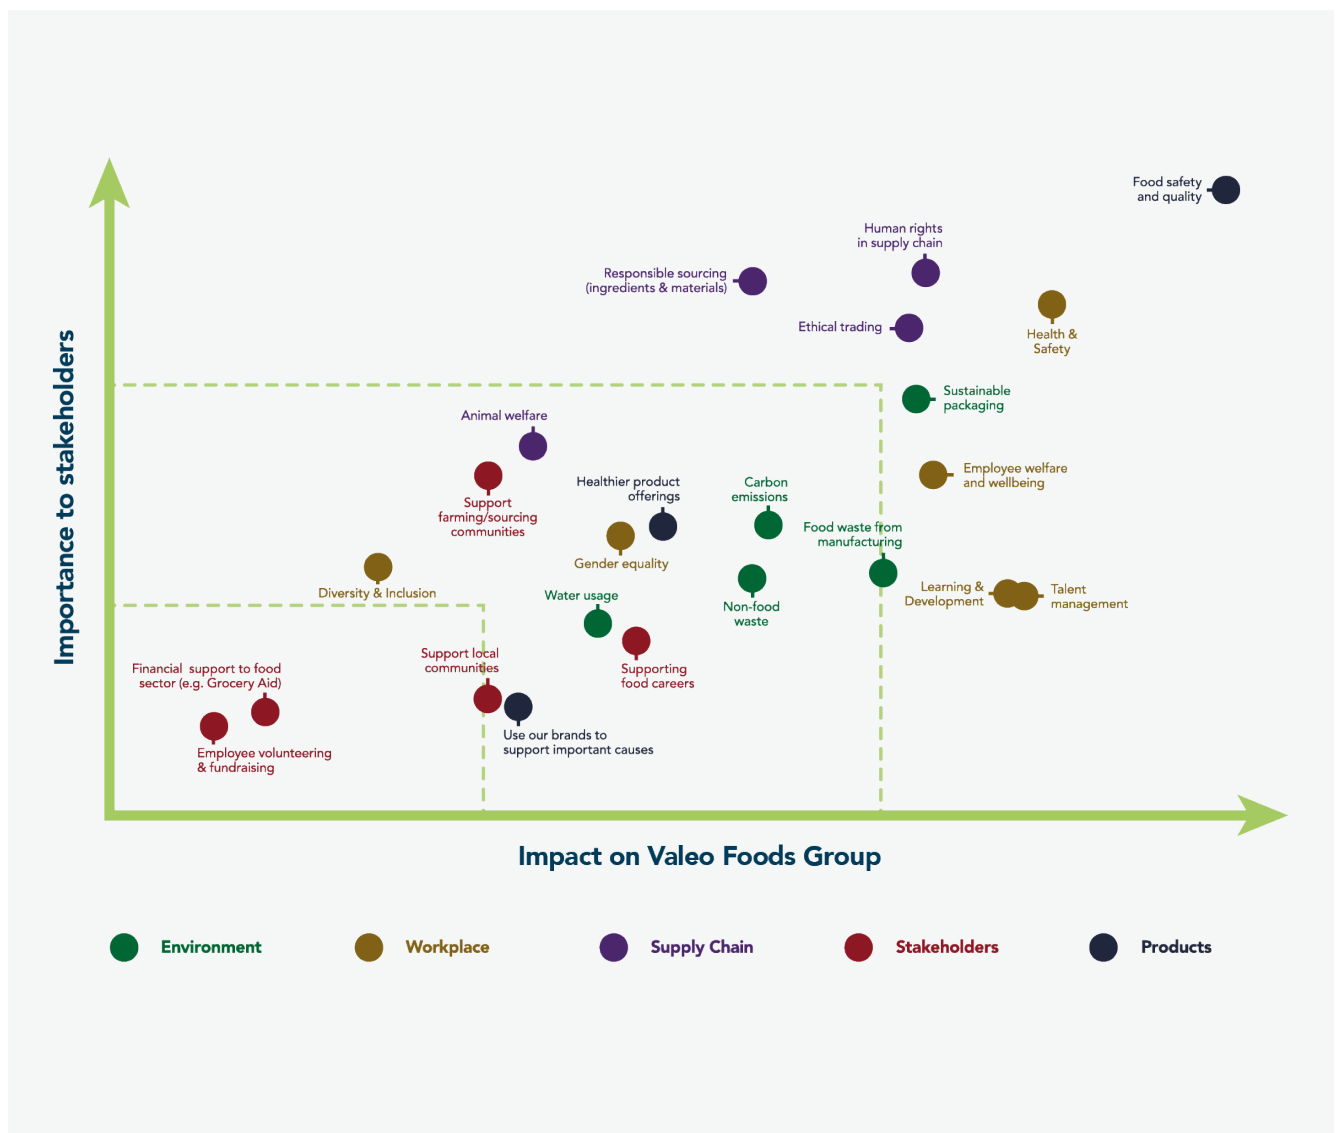 Food safety
and quality
Human rights
in supply chain
Responsible sourcing
(ingredients & materials)
Ethical trading
Health &
Safety
Importance to stakeholders
Sustainable
packaging
Animal welfare
Employee welfare
and wellbeing
Support
farming/sourcing
communities
Healthier product
offerings
Carbon
emissions
Food waste from
manufacturing
Gender equality
Diversity & Inclusion
Water usage
Non-food
waste
Learning &
Development
Talent
management
Support local
communities
Supporting
food careers
Financial support to food
sector (e.g. Grocery Aid)
Use our brands to
support important causes
Employee volunteering
& fundraising
Impact on Valeo Foods Group
Environment
Workplace
Supply Chain
Stakeholders
Products